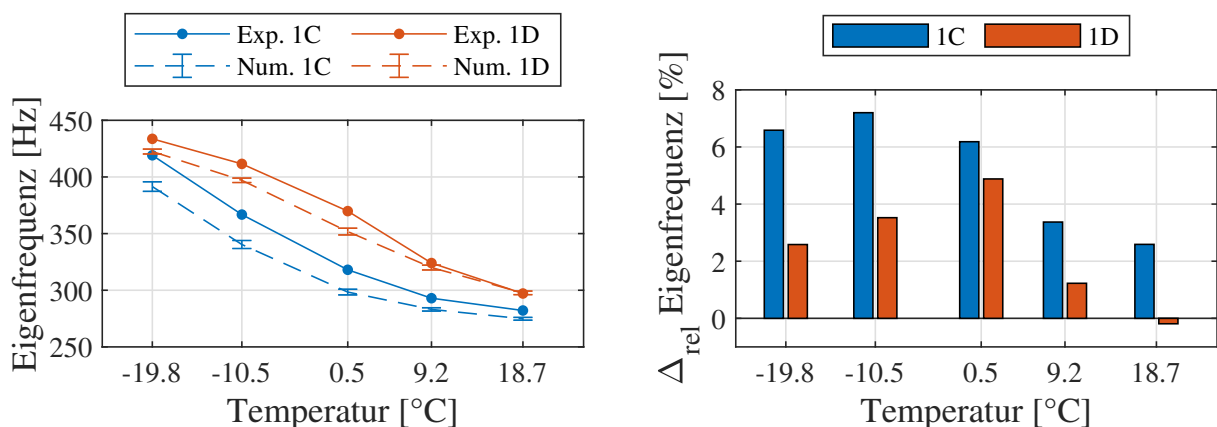 Exp. 1C Exp. 1D
Num. 1C Num. 1D
Eigenfrequenz [Hz]
450
400
350
300
250
-19.8 -10.5 0.5 9.2 18.7
Temperatur [°C]
1C 1D
Δrel Eigenfrequenz [%]
8
6
4
2
0
-19.8 -10.5 0.5 9.2 18.7
Temperatur [°C]